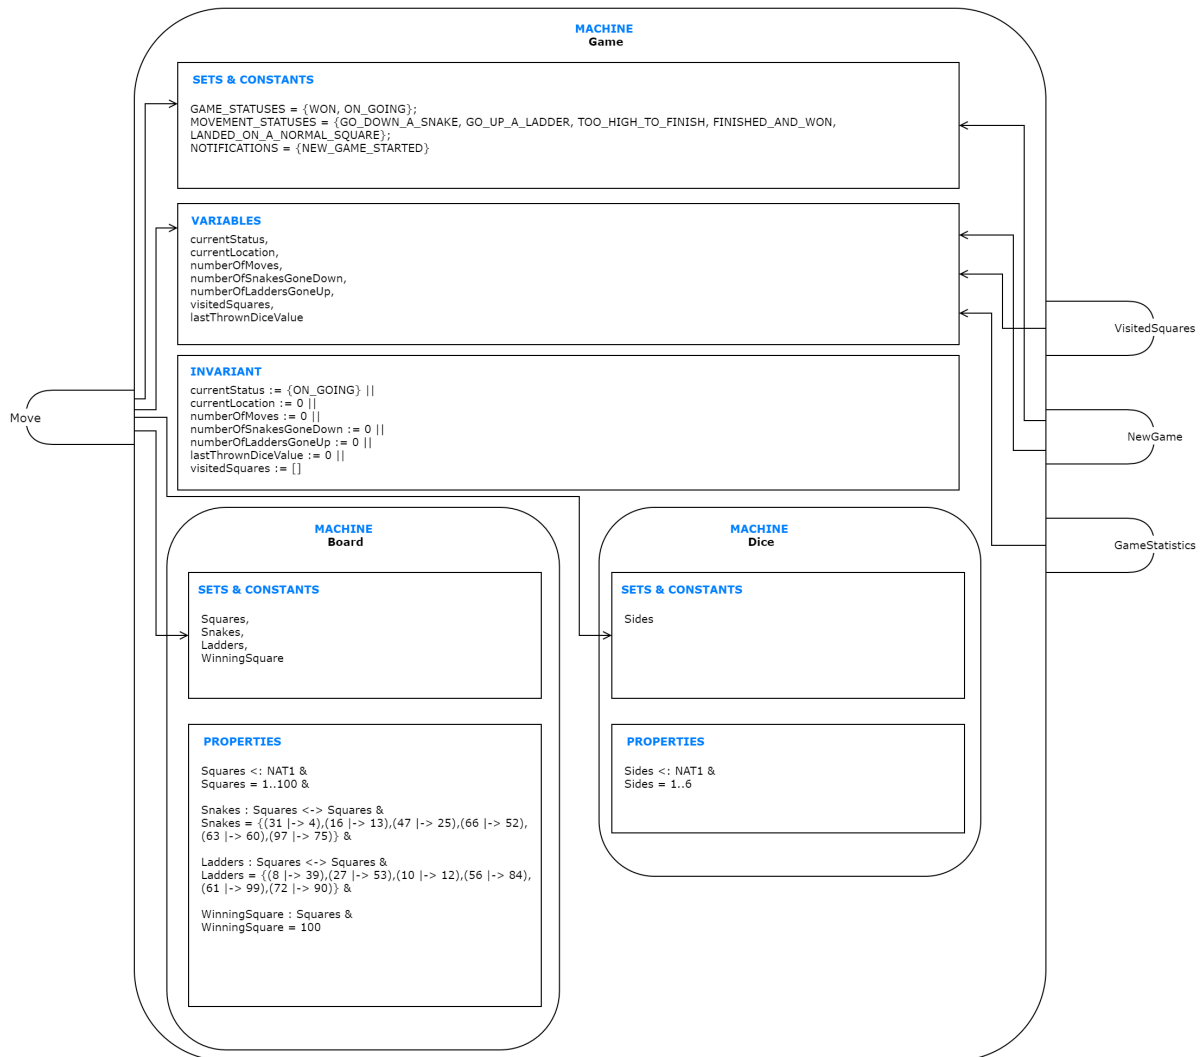 MACHINE
Game
SETS & CONSTANTS
GAME_STATUSES = {WON, ON_GOING};
MOVEMENT_STATUSES = {GO_DOWN_A_SNAKE, GO_UP_A_LADDER, TOO_HIGH_TO_FINISH, FINISHED_AND_WON,
LANDED_ON_A_NORMAL_SQUARE};
NOTIFICATIONS = {NEW_GAME_STARTED}
VARIABLES
currentStatus,
currentLocation,
numberOfMoves,
numberOfSnakesGoneDown,
numberOfLaddersGoneUp,
visitedSquares,
lastThrownDiceValue
VisitedSquares
INVARIANT
currentStatus := {ON_GOING} ||
currentLocation := 0 ||
numberOfMoves := 0 ||
numberOfSnakesGoneDown := 0 ||
numberOfLaddersGoneUp := 0 ||
lastThrownDiceValue := 0 ||
visitedSquares := []
Move
NewGame
GameStatistics
MACHINE
Board
SETS & CONSTANTS
Squares,
Snakes,
Ladders,
WinningSquare
PROPERTIES
Squares <: NAT1 &
Squares = 1..100 &
Snakes : Squares <-> Squares &
Snakes = {(31 |-> 4),(16 |-> 13),(47 |-> 25),(66 |-> 52),
(63 |-> 60),(97 |-> 75)} &
Ladders : Squares <-> Squares &
Ladders = {(8 |-> 39),(27 |-> 53),(10 |-> 12),(56 |-> 84),
(61 |-> 99),(72 |-> 90)} &
WinningSquare : Squares &
WinningSquare = 100
MACHINE
Dice
SETS & CONSTANTS
Sides
PROPERTIES
Sides <: NAT1 &
Sides = 1..6